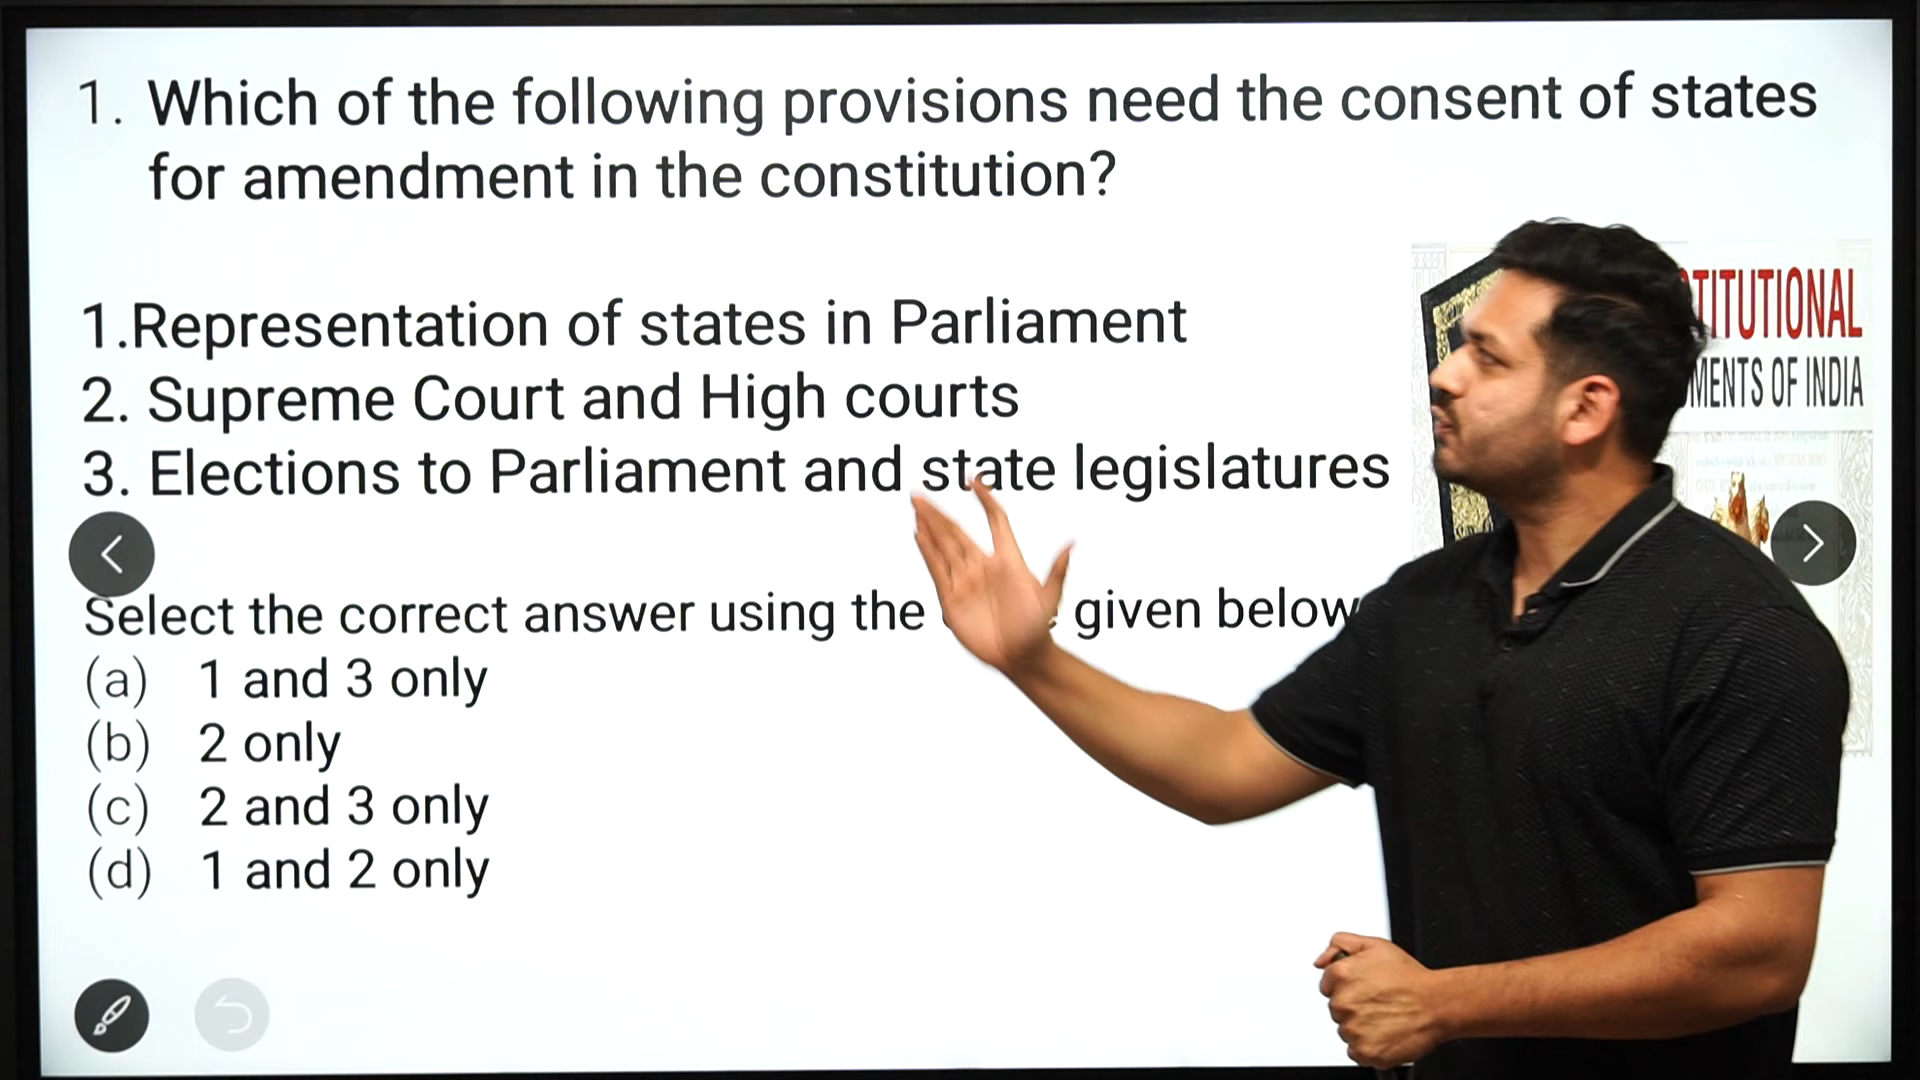 1. Which of the following provisions need the consent of states
for amendment in the constitution?
1.Representation of states in Parliament
2. Supreme Court and High courts
3. Elections to Parliament and state legislatures
Select the correct answer using the given below
(a) 1 and 3 only
(b) 2 only
(c) 2 and 3 only
(d) 1 and 2 only
TITUTIONAL
MENTS OF INDIA